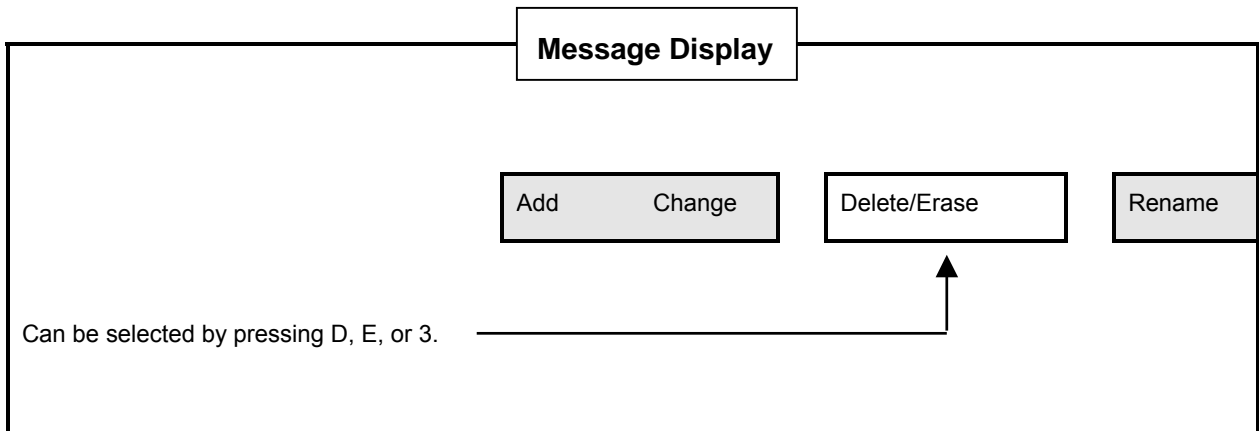 Message Display
Add Change Delete/Erase Rename
Can be selected by pressing D, E, or 3.